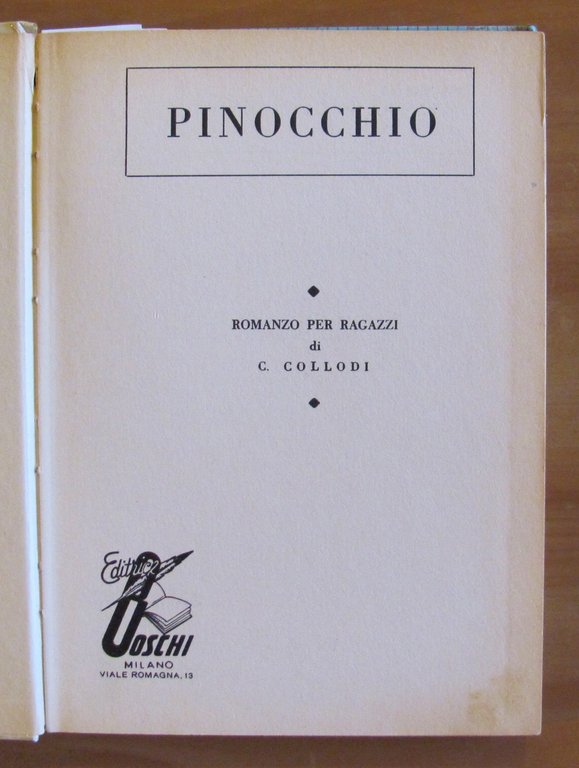 PINOCCHIO
ROMANZO PER RAGAZZI
di
C. COLLODI
Editrice
BOSCHI
MILANO
VIALE ROMAGNA, 13